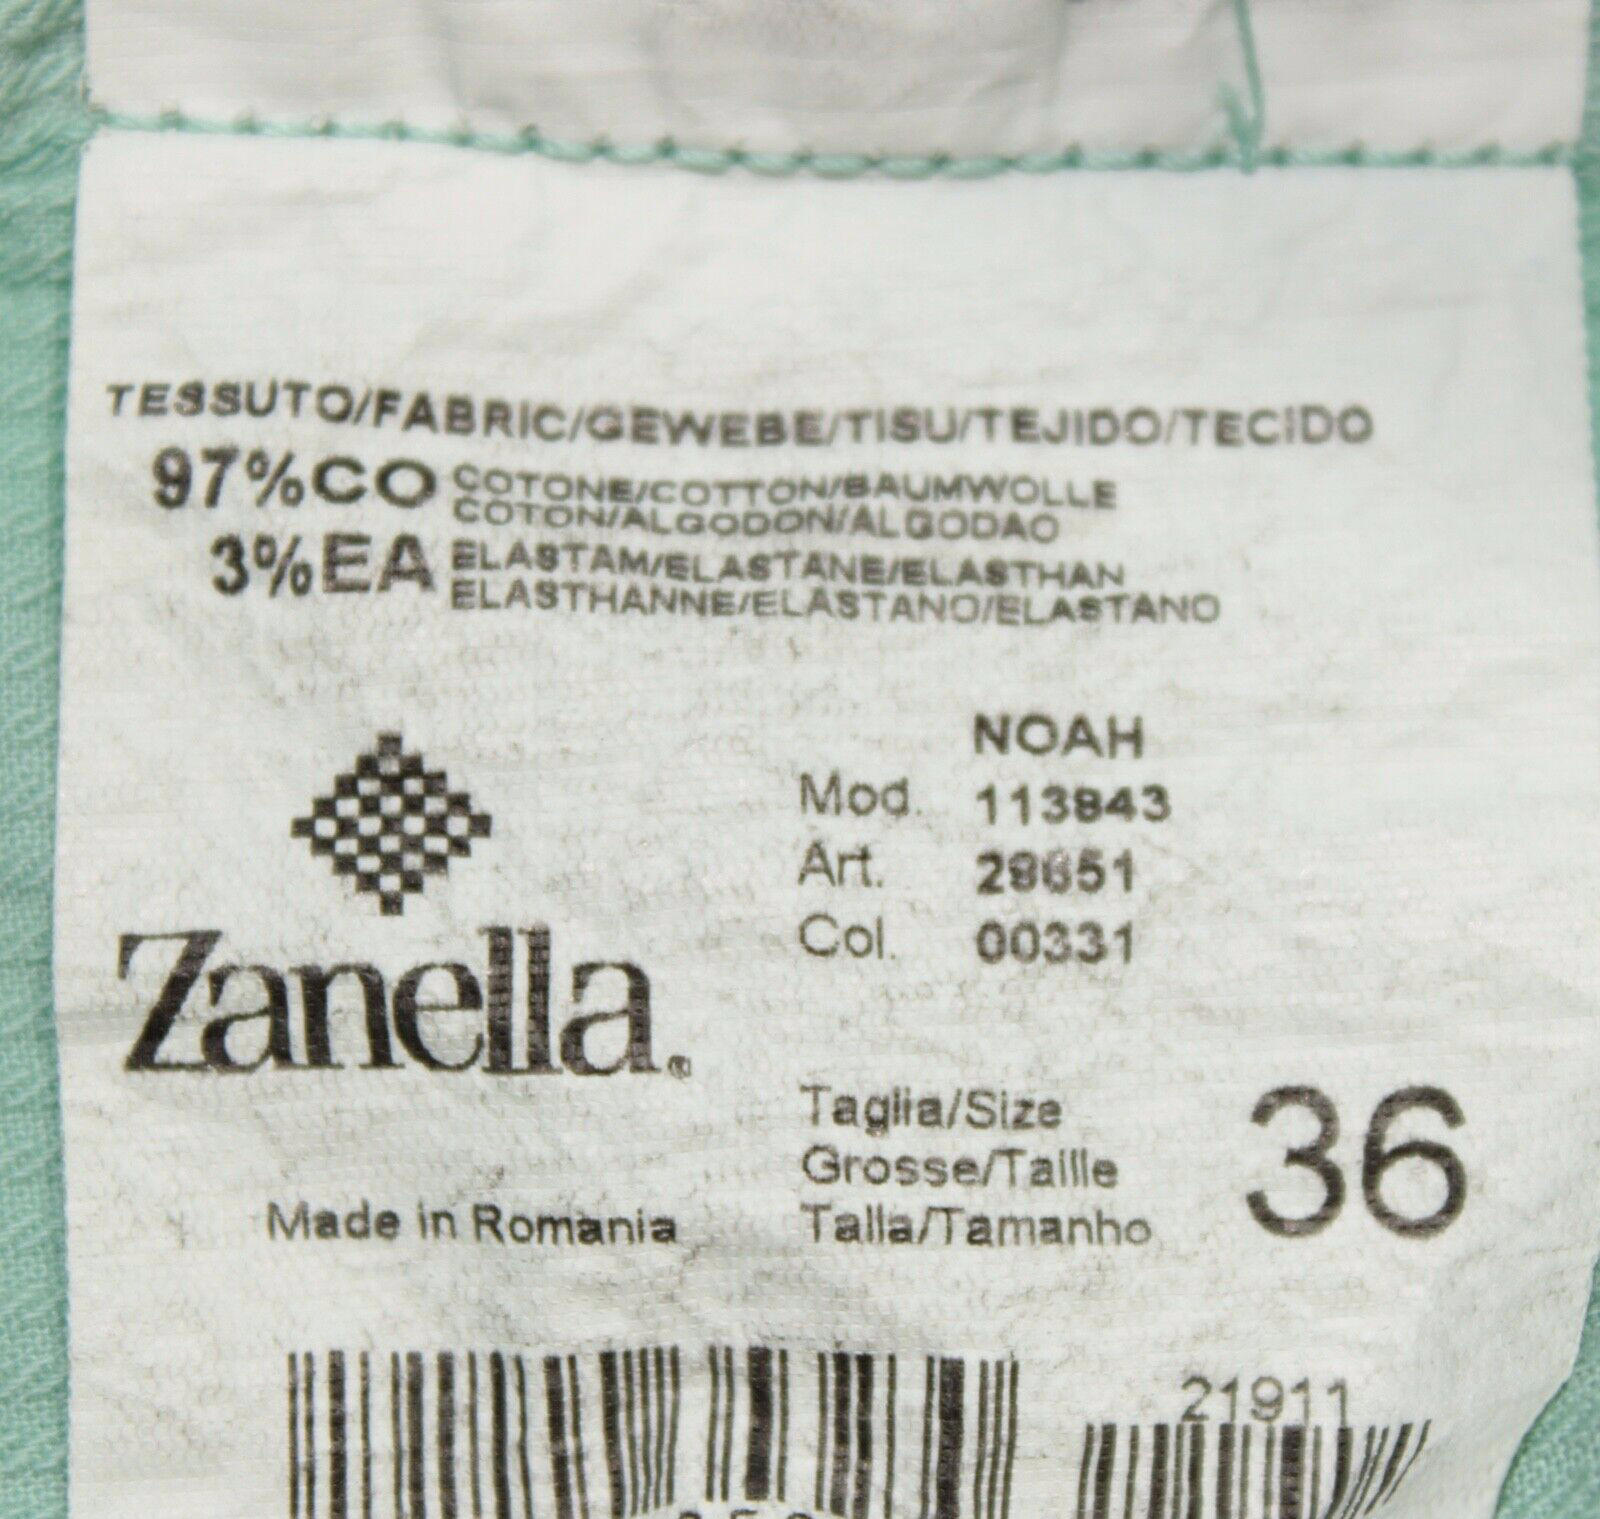 TESSUTO/FABRIC/GEWEBE/TISU/TEJIDO/TECIDO
97%CO COTONE/COTTON/BAUMWOLLE
COTON/ALGODON/ALGODAO
3%EA ELASTAM/ELASTANE/ELASTHAN
ELASTHANNE/ELASTANO/ELASTANO
NOAH
Mod. 113843
Art.
Col. 00331
Zanella®
Taglia/Size
Grosse/Taille
Talla/Tamanho
36
Made in Romania
21911